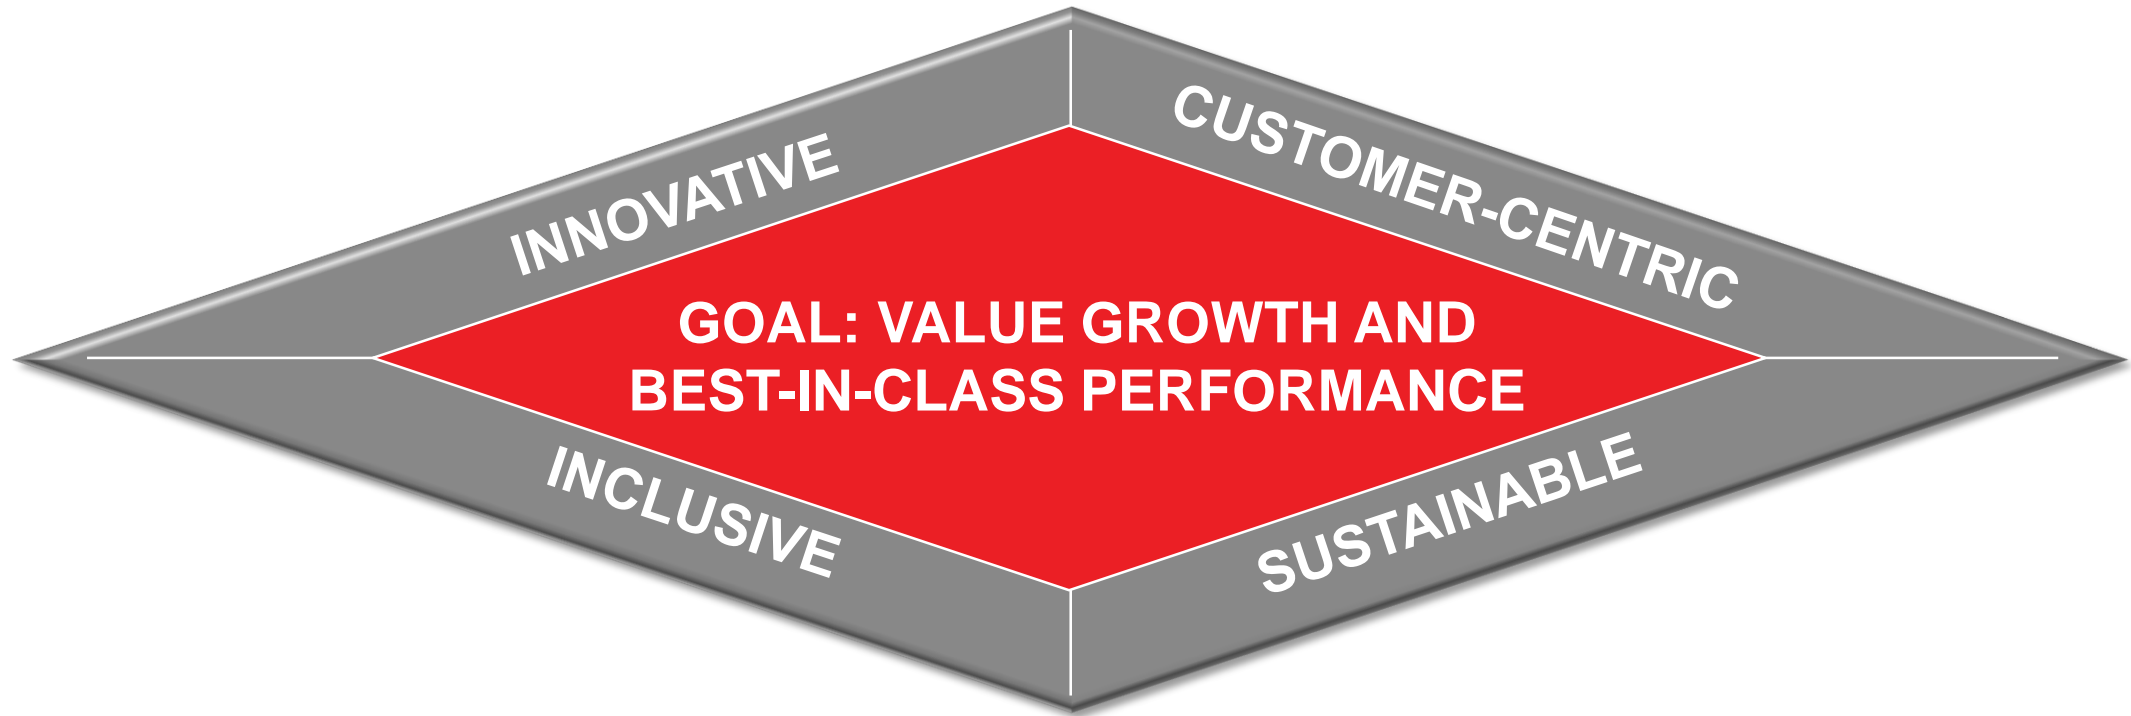 INNOVATIVE
CUSTOMER-CENTRIC
GOAL: VALUE GROWTH AND
BEST-IN-CLASS PERFORMANCE
INCLUSIVE
SUSTAINABLE